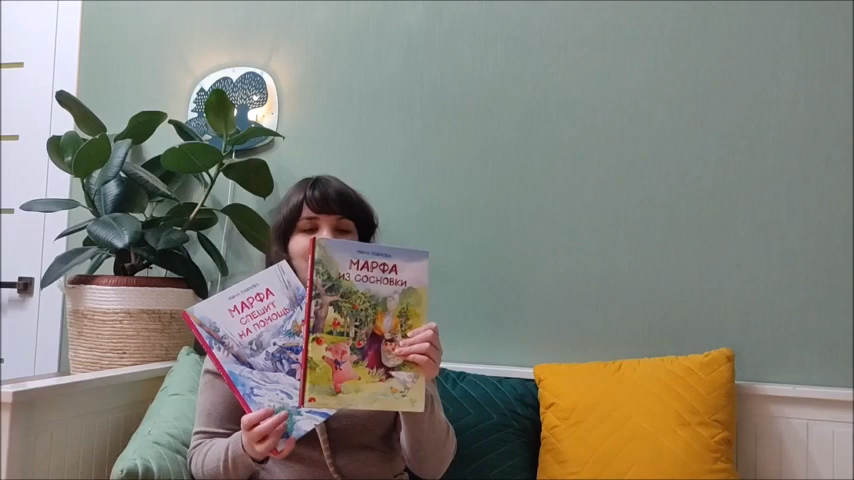 МАРФА
СПЕШИТ
НА ПОМОЩЬ
МАРФА
ИЗ СОСНОВКИ